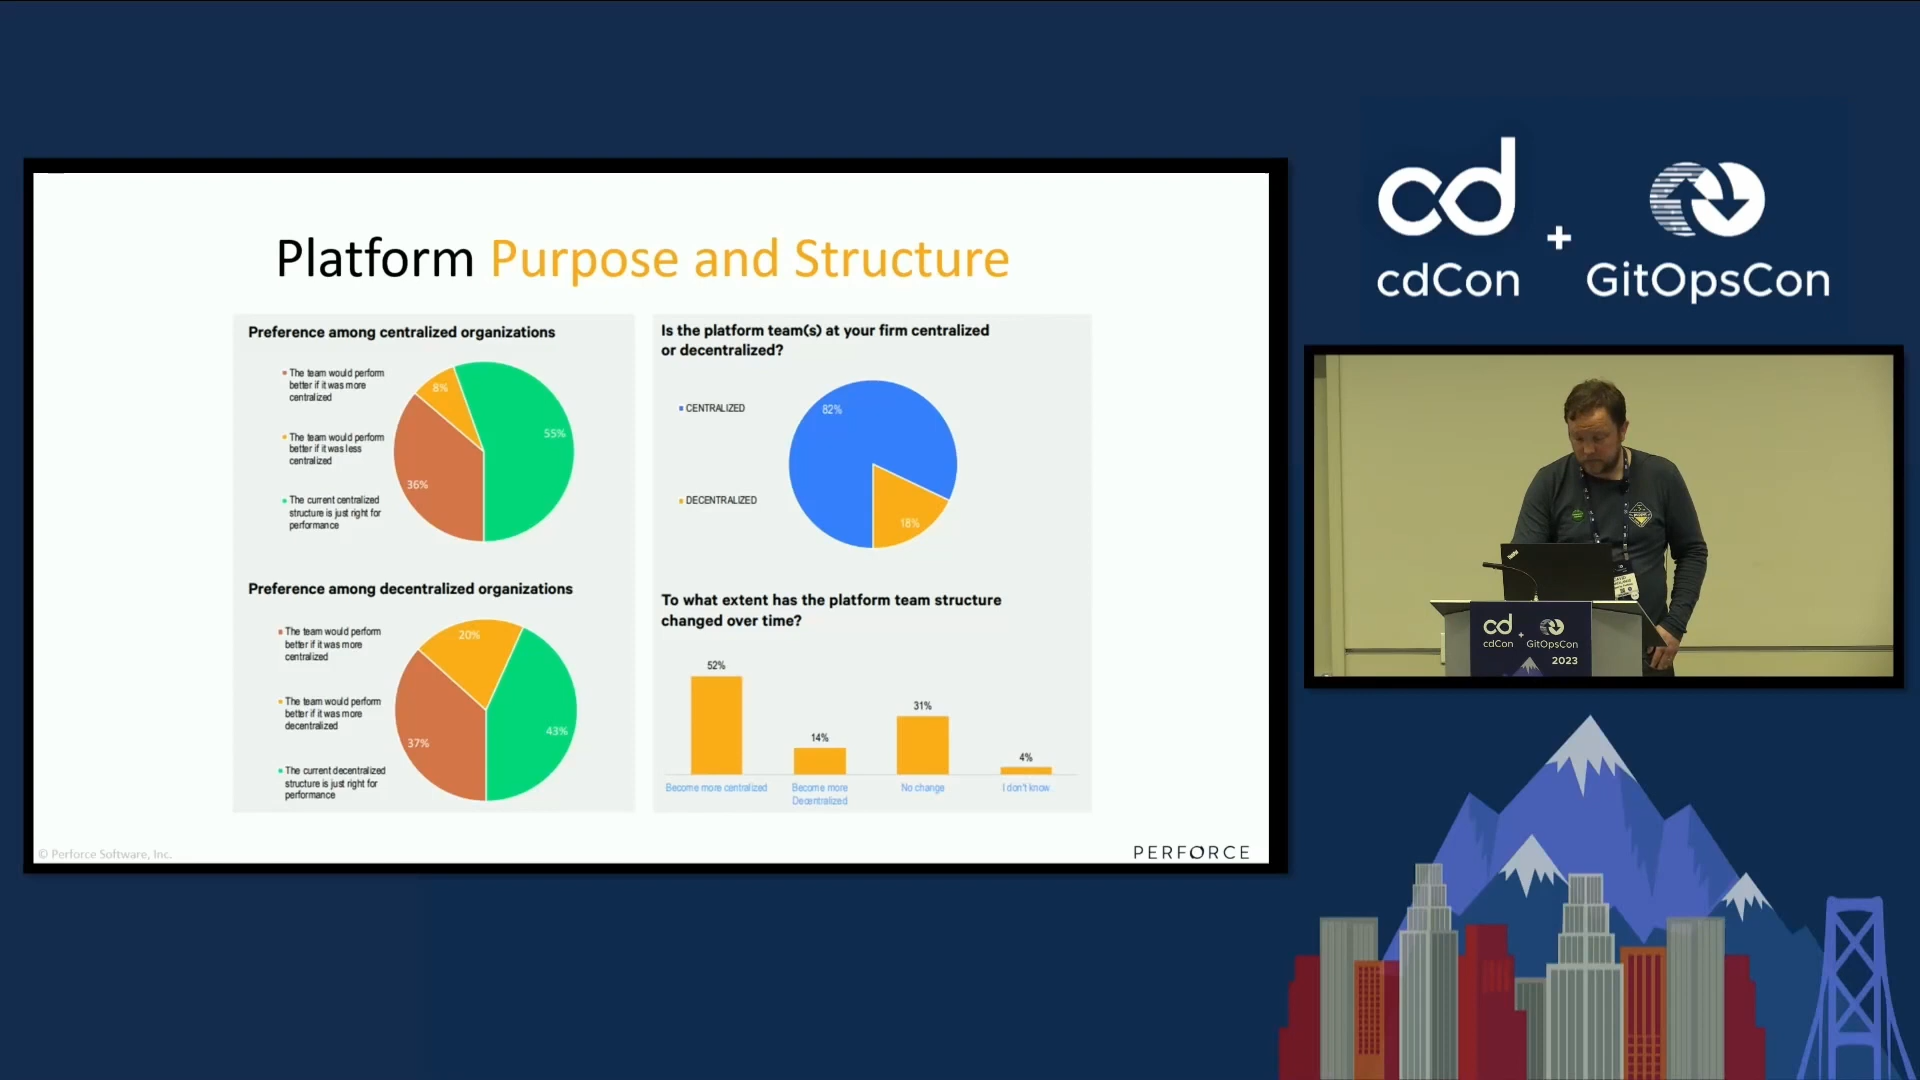 Platform Purpose and Structure
Preference among centralized organizations
The team would perform
better if it was more
centralized
The team would perform
better if it was less
centralized
The current centralized
structure is just right for
performance
8%
55%
36%
Preference among decentralized organizations
The team would perform
better if it was more
centralized
The team would perform
better if it was more
decentralized
The current decentralized
structure is just right for
performance
20%
43%
37%
Is the platform team(s) at your firm centralized
or decentralized?
CENTRALIZED
DECENTRALIZED
82%
18%
To what extent has the platform team structure
changed over time?
52%
14%
31%
4%
Become more centralized
Become more
Decentralized
No change
I don't know
© Perforce Software, Inc.
PERFORCE
cd
+
cdCon
GitOpsCon
cd
+
cdCon
GitOpsCon
2023